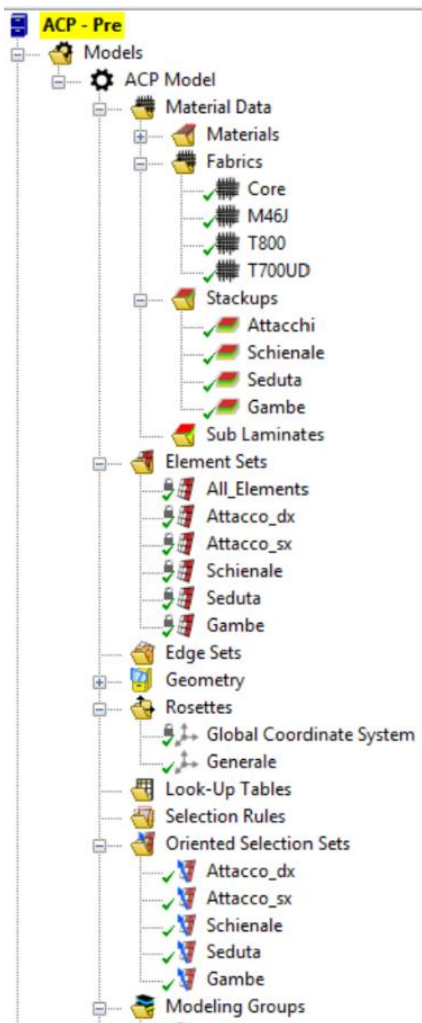 ACP - Pre
Models
ACP Model
Material Data
Materials
Fabrics
Core
M46J
T800
T700UD
Stackups
Attacchi
Schienale
Seduta
Gambe
Sub Laminates
Element Sets
All_Elements
Attacco_dx
Attacco_sx
Schienale
Seduta
Gambe
Edge Sets
Geometry
Rosettes
Global Coordinate System
Generale
Look-Up Tables
Selection Rules
Oriented Selection Sets
Attacco_dx
Attacco_sx
Schienale
Seduta
Gambe
Modeling Groups